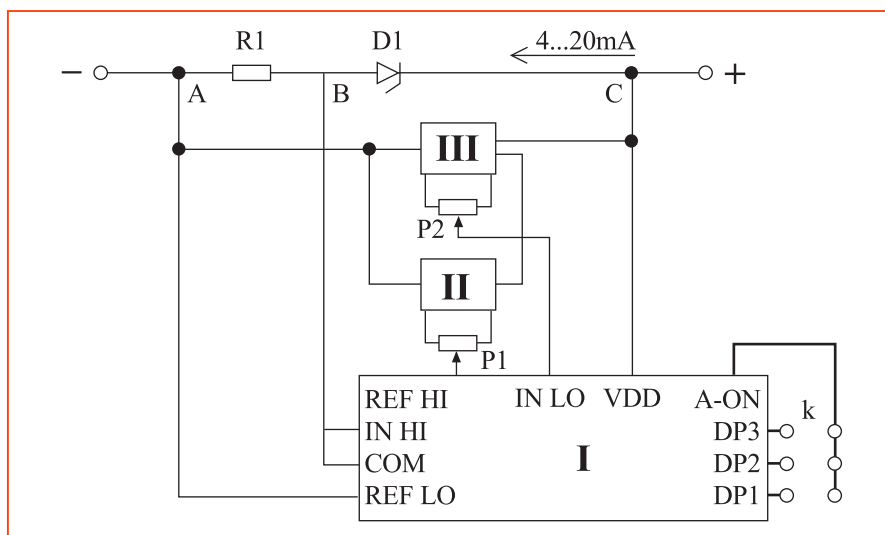 R1 D1 4...20mA
− +
A B C
III
P2
II
P1
REF HI IN LO VDD A-ON
k
IN HI DP3
COM I DP2
REF LO DP1